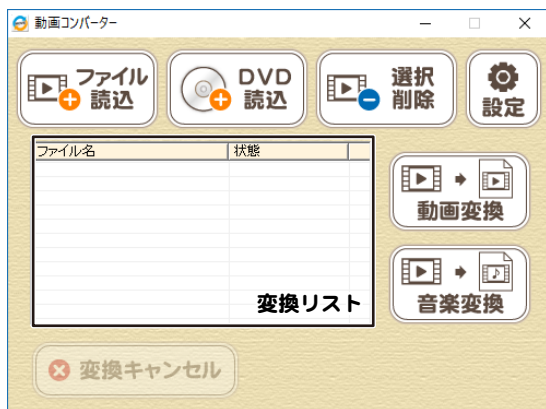 動画コンバーター
ファイル
読込
DVD
読込
選択
削除
設定
ファイル名 状態
動画変換
変換リスト
音楽変換
変換キャンセル